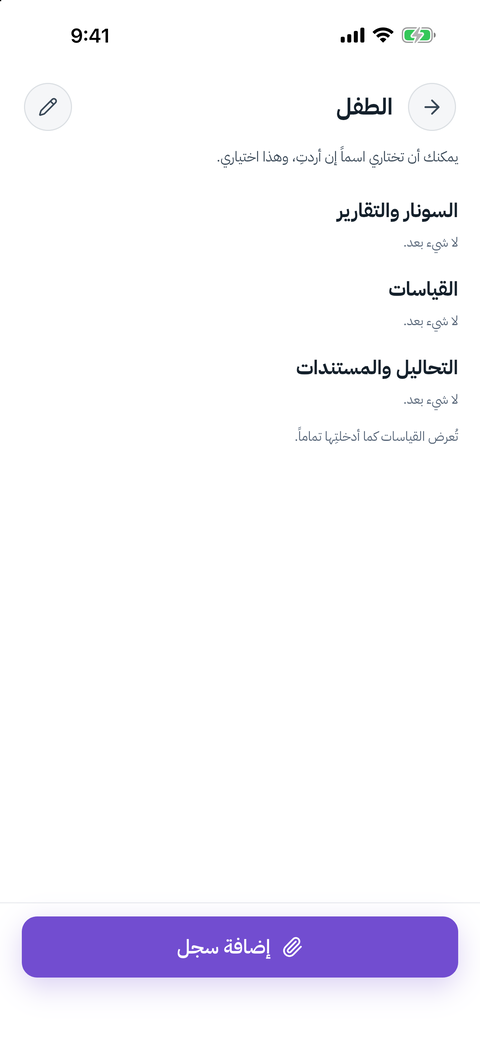 9:41
الطفل
يمكنك أن تختاري اسماً إن أردتِ، وهذا اختياري.
السونار والتقارير
لا شيء بعد.
القياسات
لا شيء بعد.
التحاليل والمستندات
لا شيء بعد.
تُعرض القياسات كما أدخلتِها تماماً.
إضافة سجل